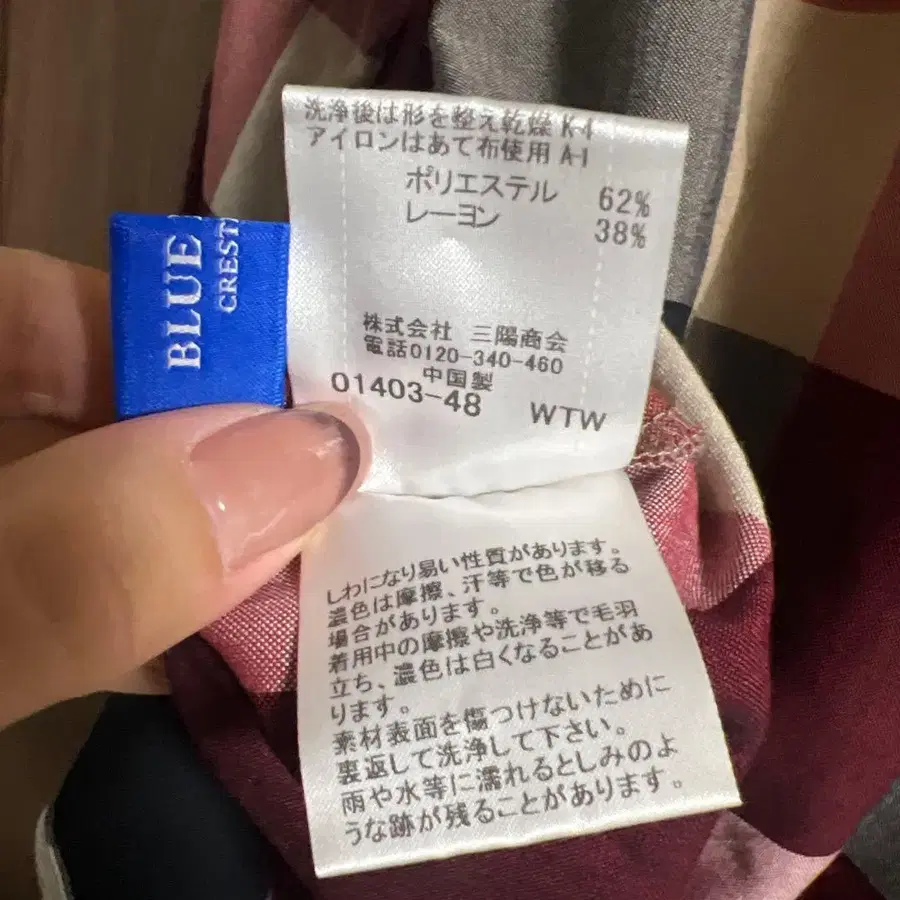 洗浄後は形を整え乾燥 K-4
アイロンはあて布使用 A-1
ポリエステル 62%
レーヨン 38%
株式会社 三陽商会
電話0120-340-460
中国製
01403-48 WTW
BLUE
CREST
しわになり易い性質があります。
濃色は摩擦、汗等で色が移る
場合があります。
着用中の摩擦や洗浄等で毛羽
立ち、濃色は白くなることがあ
ります。
素材表面を傷つけないために
裏返して洗浄して下さい。
雨や水等に濡れるとしみのよ
うな跡が残ることがあります。